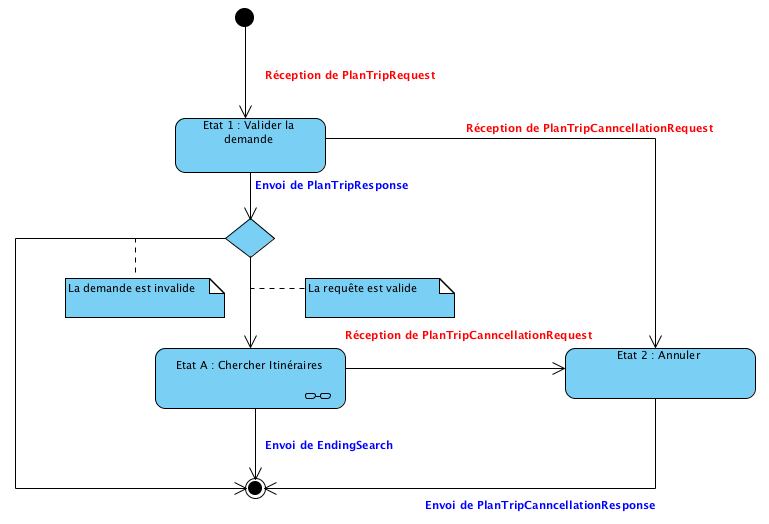 Réception de PlanTripRequest
Etat 1 : Valider la
demande
Réception de PlanTripCanncellationRequest
Envoi de PlanTripResponse
La demande est invalide
La requête est valide
Réception de PlanTripCanncellationRequest
Etat A : Chercher Itinéraires
Etat 2 : Annuler
Envoi de EndingSearch
Envoi de PlanTripCanncellationResponse